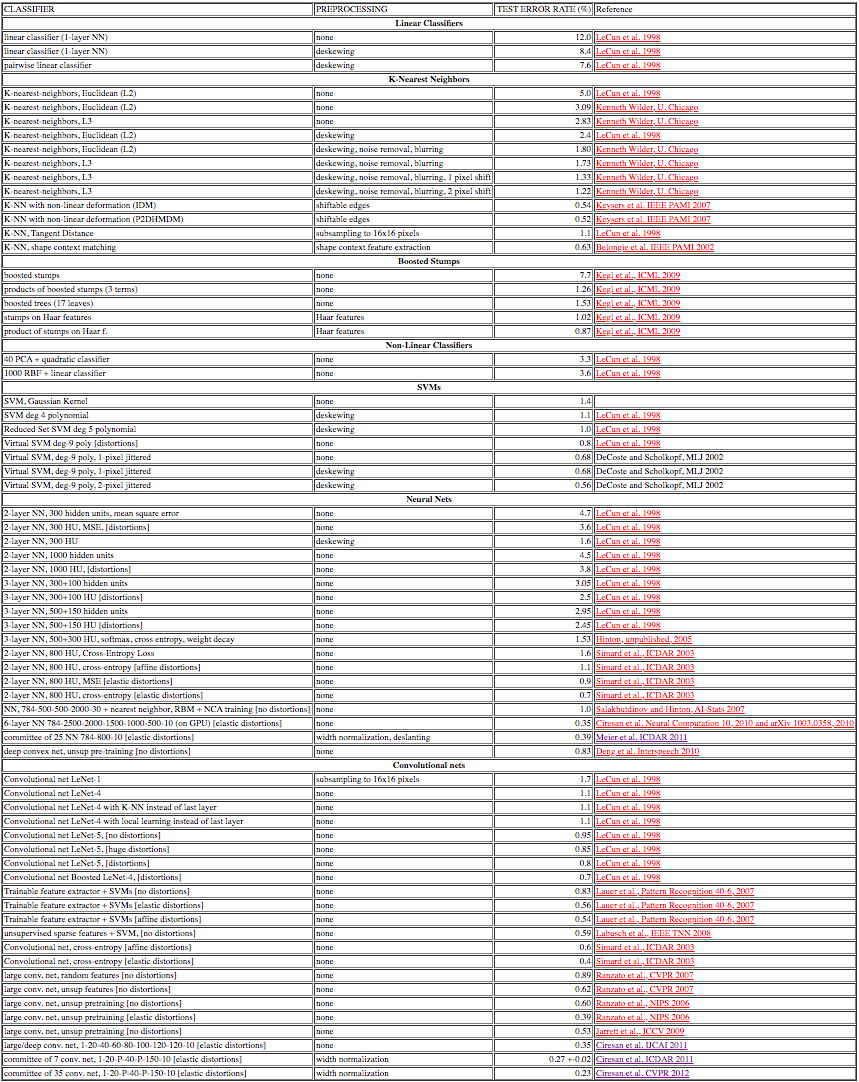 CLASSIFIER PREPROCESSING TEST ERROR RATE (%) Reference
Linear Classifiers
linear classifier (1-layer NN) none 12.0 LeCun et al. 1998
linear classifier (1-layer NN) deskewing 8.4 LeCun et al. 1998
pairwise linear classifier deskewing 7.6 LeCun et al. 1998
K-Nearest Neighbors
K-nearest-neighbors, Euclidean (L2) none 5.0 LeCun et al. 1998
K-nearest-neighbors, Euclidean (L2) none 3.09 Kenneth Wilder, U. Chicago
K-nearest-neighbors, L3 none 2.83 Kenneth Wilder, U. Chicago
K-nearest-neighbors, Euclidean (L2) deskewing 2.4 LeCun et al. 1998
K-nearest-neighbors, Euclidean (L2) deskewing, noise removal, blurring 1.80 Kenneth Wilder, U. Chicago
K-nearest-neighbors, L3 deskewing, noise removal, blurring 1.73 Kenneth Wilder, U. Chicago
K-nearest-neighbors, L3 deskewing, noise removal, blurring, 1 pixel shift 1.33 Kenneth Wilder, U. Chicago
K-nearest-neighbors, L3 deskewing, noise removal, blurring, 2 pixel shift 1.22 Kenneth Wilder, U. Chicago
K-NN with non-linear deformation (IDM) shiftable edges 0.54 Keysers et al. IEEE PAMI 2007
K-NN with non-linear deformation (P2DHMDM) shiftable edges 0.52 Keysers et al. IEEE PAMI 2007
K-NN, Tangent Distance subsampling to 16x16 pixels 1.1 LeCun et al. 1998
K-NN, shape context matching shape context feature extraction 0.63 Belongie et al. IEEE PAMI 2002
Boosted Stumps
boosted stumps none 7.7 Kegl et al., ICML 2009
products of boosted stumps (3 terms) none 1.26 Kegl et al., ICML 2009
boosted trees (17 leaves) none 1.53 Kegl et al., ICML 2009
stumps on Haar features Haar features 1.02 Kegl et al., ICML 2009
product of stumps on Haar f. Haar features 0.87 Kegl et al., ICML 2009
Non-Linear Classifiers
40 PCA + quadratic classifier none 3.3 LeCun et al. 1998
1000 RBF + linear classifier none 3.6 LeCun et al. 1998
SVMs
SVM, Gaussian Kernel none 1.4
SVM deg 4 polynomial deskewing 1.1 LeCun et al. 1998
Reduced Set SVM deg 5 polynomial deskewing 1.0 LeCun et al. 1998
Virtual SVM deg-9 poly [distortions] none 0.8 LeCun et al. 1998
Virtual SVM, deg-9 poly, 1-pixel jittered none 0.68 DeCoste and Scholkopf, MLJ 2002
Virtual SVM, deg-9 poly, 1-pixel jittered deskewing 0.68 DeCoste and Scholkopf, MLJ 2002
Virtual SVM, deg-9 poly, 2-pixel jittered deskewing 0.56 DeCoste and Scholkopf, MLJ 2002
Neural Nets
2-layer NN, 300 hidden units, mean square error none 4.7 LeCun et al. 1998
2-layer NN, 300 HU, MSE, [distortions] none 3.6 LeCun et al. 1998
2-layer NN, 300 HU deskewing 1.6 LeCun et al. 1998
2-layer NN, 1000 hidden units none 4.5 LeCun et al. 1998
2-layer NN, 1000 HU, [distortions] none 3.8 LeCun et al. 1998
3-layer NN, 300+100 hidden units none 3.05 LeCun et al. 1998
3-layer NN, 300+100 HU [distortions] none 2.5 LeCun et al. 1998
3-layer NN, 500+150 hidden units none 2.95 LeCun et al. 1998
3-layer NN, 500+150 HU [distortions] none 2.45 LeCun et al. 1998
3-layer NN, 500+300 HU, softmax, cross entropy, weight decay none 1.53 Hinton, unpublished, 2005
2-layer NN, 800 HU, Cross-Entropy Loss none 1.6 Simard et al., ICDAR 2003
2-layer NN, 800 HU, cross-entropy [affine distortions] none 1.1 Simard et al., ICDAR 2003
2-layer NN, 800 HU, MSE [elastic distortions] none 0.9 Simard et al., ICDAR 2003
2-layer NN, 800 HU, cross-entropy [elastic distortions] none 0.7 Simard et al., ICDAR 2003
NN, 784-500-500-2000-30 + nearest neighbor, RBM + NCA training [no distortions] none 1.0 Salakhutdinov and Hinton, AI-Stats 2007
6-layer NN 784-2500-2000-1500-1000-500-10 (on GPU) [elastic distortions] none 0.35 Ciresan et al. Neural Computation 10, 2010 and arXiv 1003.0358, 2010
committee of 25 NN 784-800-10 [elastic distortions] width normalization, deslanting 0.39 Meier et al. ICDAR 2011
deep convex net, unsup pre-training [no distortions] none 0.83 Deng et al. Interspeech 2010
Convolutional nets
Convolutional net LeNet-1 subsampling to 16x16 pixels 1.7 LeCun et al. 1998
Convolutional net LeNet-4 none 1.1 LeCun et al. 1998
Convolutional net LeNet-4 with K-NN instead of last layer none 1.1 LeCun et al. 1998
Convolutional net LeNet-4 with local learning instead of last layer none 1.1 LeCun et al. 1998
Convolutional net LeNet-5, [no distortions] none 0.95 LeCun et al. 1998
Convolutional net LeNet-5, [huge distortions] none 0.85 LeCun et al. 1998
Convolutional net LeNet-5, [distortions] none 0.8 LeCun et al. 1998
Convolutional net Boosted LeNet-4, [distortions] none 0.7 LeCun et al. 1998
Trainable feature extractor + SVMs [no distortions] none 0.83 Lauer et al., Pattern Recognition 40-6, 2007
Trainable feature extractor + SVMs [elastic distortions] none 0.56 Lauer et al., Pattern Recognition 40-6, 2007
Trainable feature extractor + SVMs [affine distortions] none 0.54 Lauer et al., Pattern Recognition 40-6, 2007
unsupervised sparse features + SVM, [no distortions] none 0.59 Labusch et al., IEEE TNN 2008
Convolutional net, cross-entropy [affine distortions] none 0.6 Simard et al., ICDAR 2003
Convolutional net, cross-entropy [elastic distortions] none 0.4 Simard et al., ICDAR 2003
large conv. net, random features [no distortions] none 0.89 Ranzato et al., CVPR 2007
large conv. net, unsup features [no distortions] none 0.62 Ranzato et al., CVPR 2007
large conv. net, unsup pretraining [no distortions] none 0.60 Ranzato et al., NIPS 2006
large conv. net, unsup pretraining [elastic distortions] none 0.39 Ranzato et al., NIPS 2006
large conv. net, unsup pretraining [no distortions] none 0.53 Jarrett et al., ICCV 2009
large/deep conv. net, 1-20-40-60-80-100-120-120-10 [elastic distortions] none 0.35 Ciresan et al. IJCAI 2011
committee of 7 conv. net, 1-20-P-40-P-150-10 [elastic distortions] width normalization 0.27 +-0.02 Ciresan et al. ICDAR 2011
committee of 35 conv. net, 1-20-P-40-P-150-10 [elastic distortions] width normalization 0.23 Ciresan et al. CVPR 2012